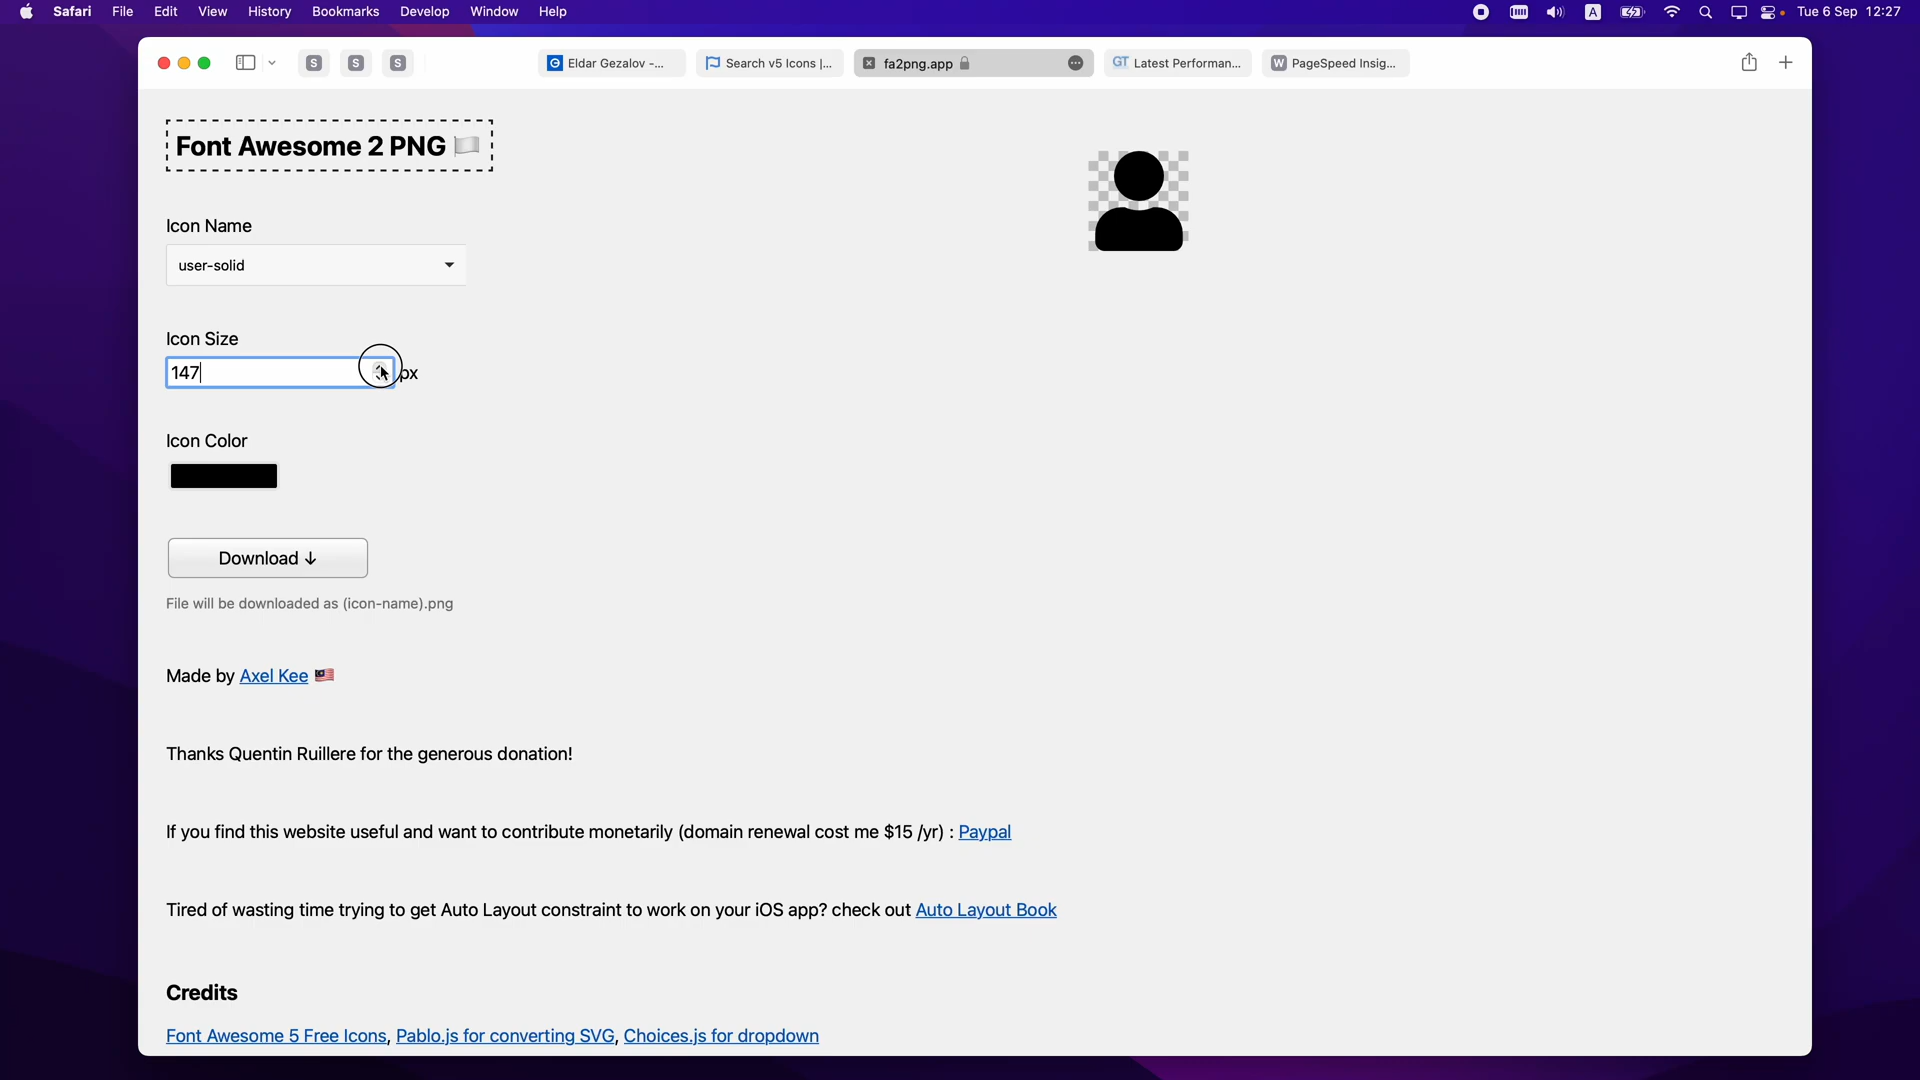 Safari File Edit View History Bookmarks Develop Window Help A Tue 6 Sep 12:27
S S S Eldar Gezalov -... Search v5 Icons |... fa2png.app GT Latest Performan... W PageSpeed Insig...
Font Awesome 2 PNG
Icon Name
user-solid
Icon Size
147 px
Icon Color
Download ↓
File will be downloaded as (icon-name).png
Made by Axel Kee 🇲🇾
Thanks Quentin Ruillere for the generous donation!
If you find this website useful and want to contribute monetarily (domain renewal cost me $15 /yr) : Paypal
Tired of wasting time trying to get Auto Layout constraint to work on your iOS app? check out Auto Layout Book
Credits
Font Awesome 5 Free Icons, Pablo.js for converting SVG, Choices.js for dropdown